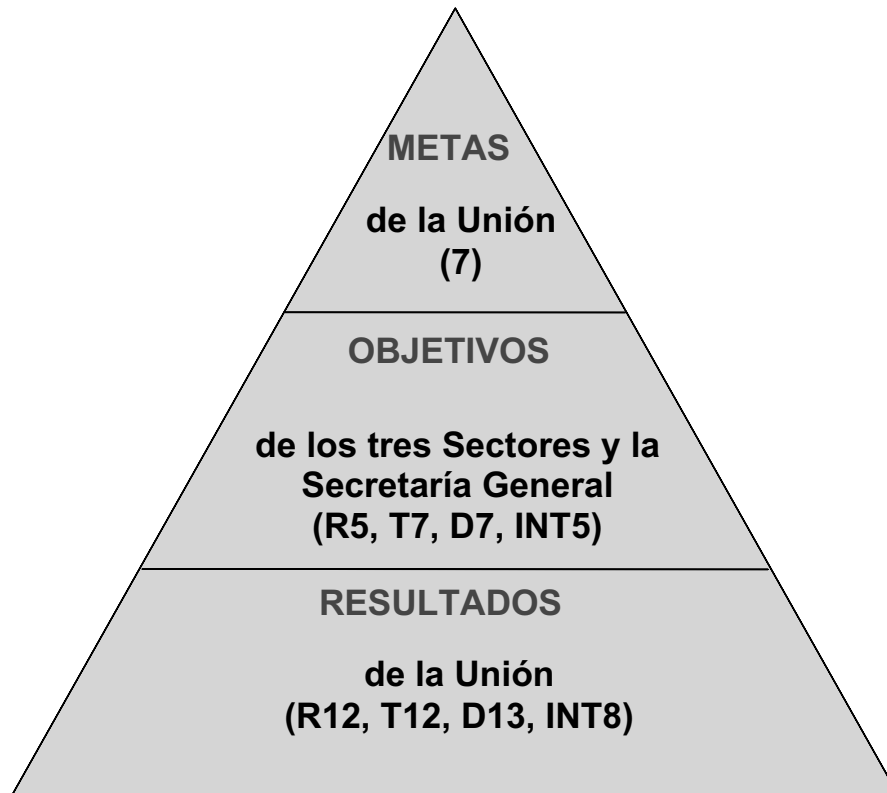 METAS
de la Unión
(7)
OBJETIVOS
de los tres Sectores y la
Secretaría General
(R5, T7, D7, INT5)
RESULTADOS
de la Unión
(R12, T12, D13, INT8)